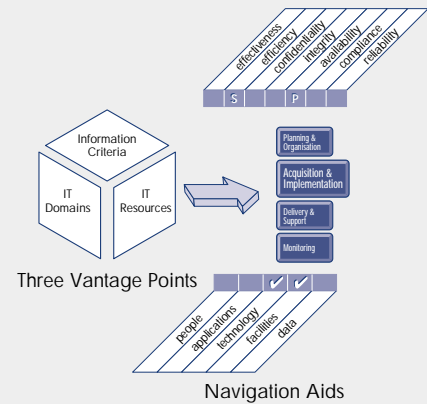 effectiveness
efficiency
confidentiality
integrity
availability
compliance
reliability
S P
Information
Criteria
IT
Domains
IT
Resources
Planning &
Organisation
Acquisition &
Implementation
Delivery &
Support
Monitoring
Three Vantage Points
✓ ✓
people
applications
technology
facilities
data
Navigation Aids